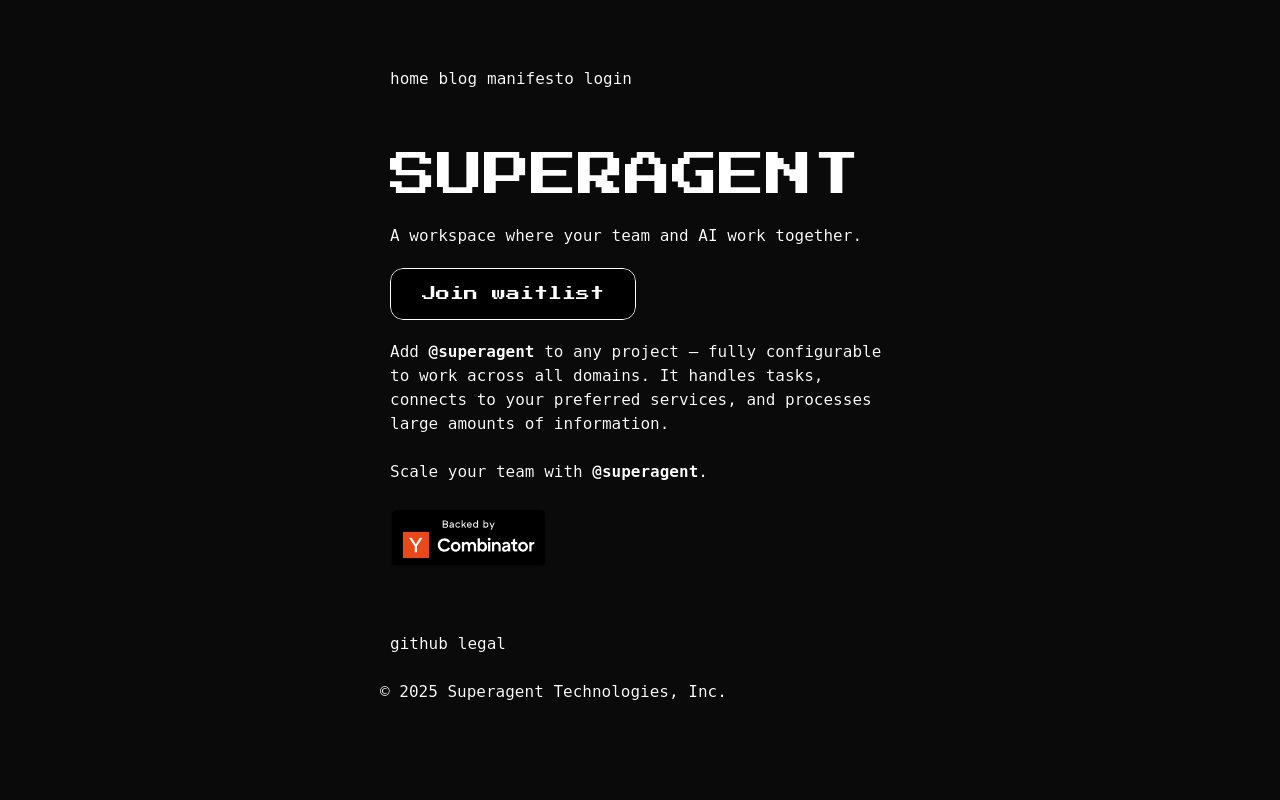 home blog manifesto login
SUPERAGENT
A workspace where your team and AI work together.
Join waitlist
Add @superagent to any project — fully configurable
to work across all domains. It handles tasks,
connects to your preferred services, and processes
large amounts of information.
Scale your team with @superagent.
Backed by
Y Combinator
github legal
© 2025 Superagent Technologies, Inc.